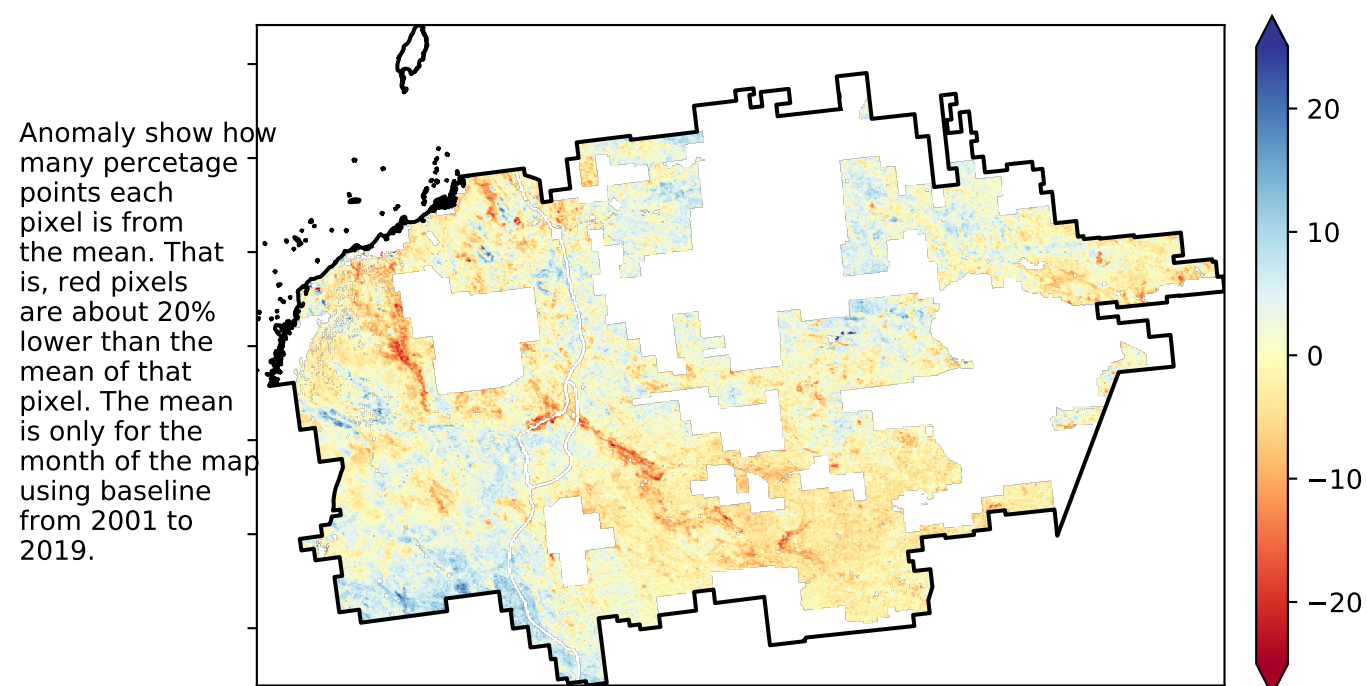 Anomaly show how
many percetage
points each
pixel is from
the mean. That
is, red pixels
are about 20%
lower than the
mean of that
pixel. The mean
is only for the
month of the map
using baseline
from 2001 to
2019.
20
10
0
−10
−20